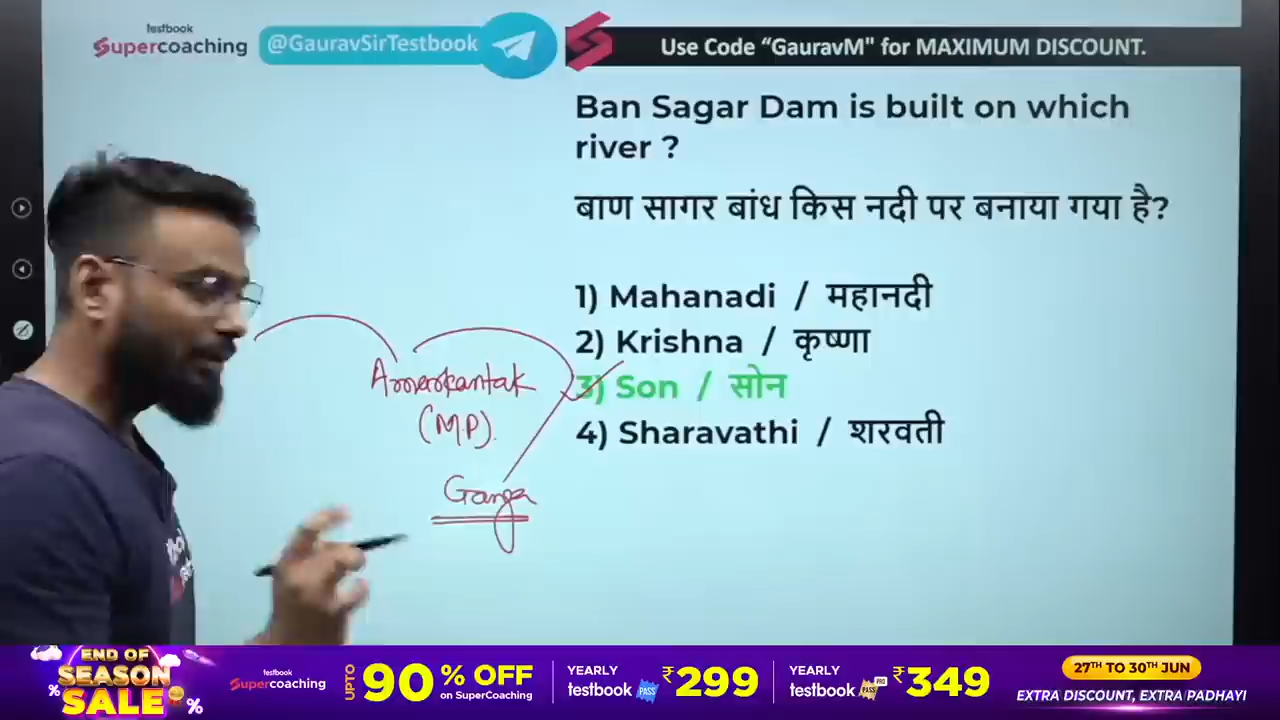 testbook
Supercoaching
@GauravSirTestbook
Use Code “GauravM" for MAXIMUM DISCOUNT.
Ban Sagar Dam is built on which
river ?
बाण सागर बांध किस नदी पर बनाया गया है?
1) Mahanadi / महानदी
2) Krishna / कृष्णा
3) Son / सोन
4) Sharavathi / शरवती
Amarkantak
(M.P).
Ganga
END OF
SEASON
SALE
%
%
testbook
Supercoaching
UPTO 90% OFF
on SuperCoaching
YEARLY
testbook PASS ₹299
YEARLY
testbook PASS PRO ₹349
27TH TO 30TH JUN
EXTRA DISCOUNT, EXTRA PADHAYI